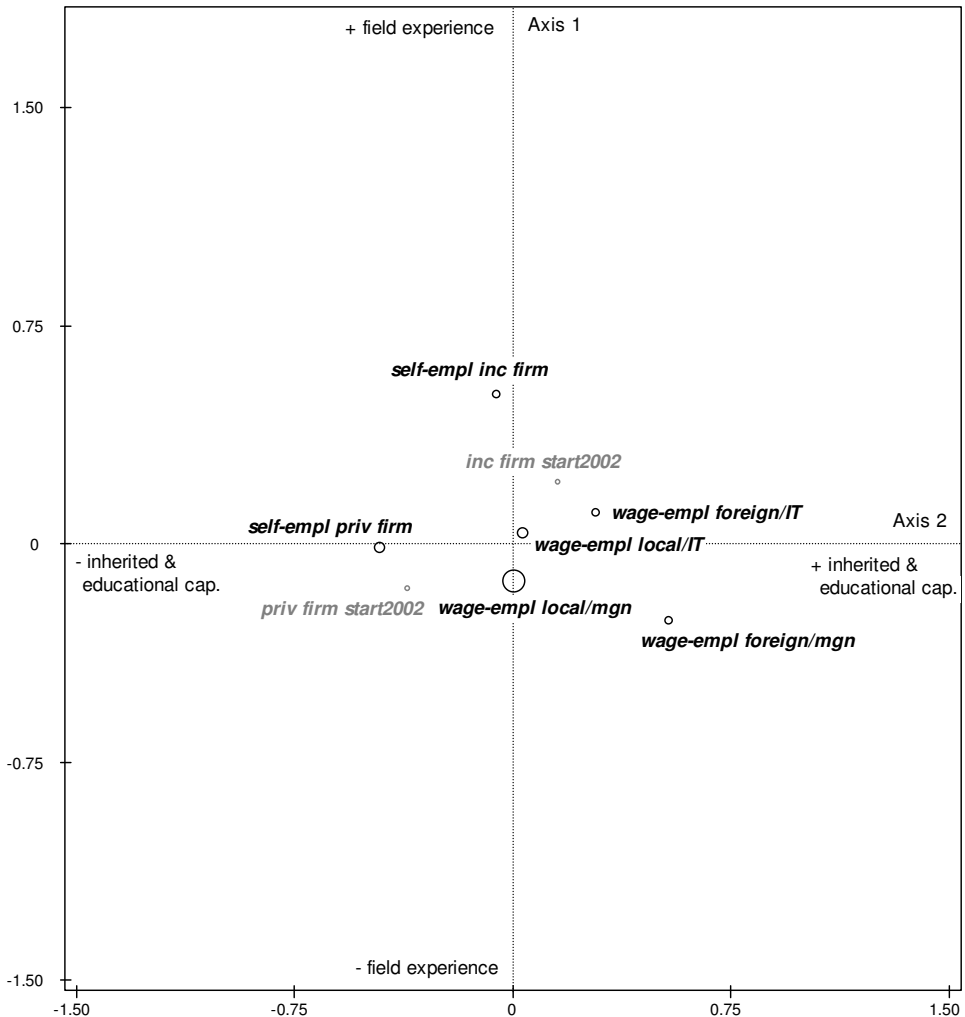 + field experience
Axis 1
1.50
0.75
self-empl inc firm
inc firm start2002
wage-empl foreign/IT
self-empl priv firm
Axis 2
0
wage-empl local/IT
- inherited &
educational cap.
+ inherited &
educational cap.
priv firm start2002
wage-empl local/mgn
wage-empl foreign/mgn
-0.75
- field experience
-1.50
-1.50
-0.75
0
0.75
1.50